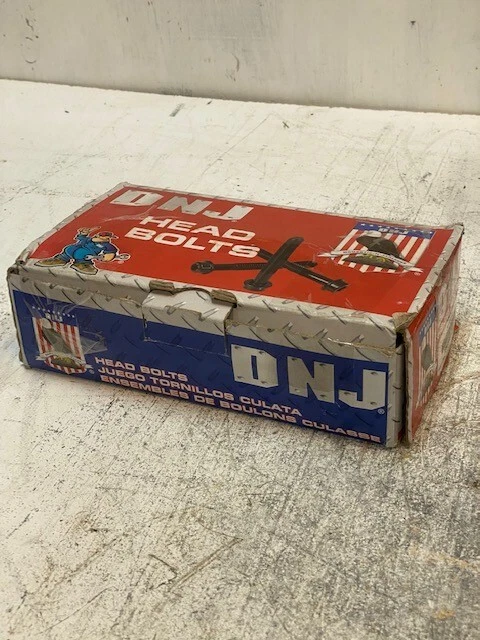 DNJ
HEAD
BOLTS
DNJ
HEAD BOLTS
JUEGO TORNILLOS CULATA
ENSEMBLES DE BOULONS CULASSE
®